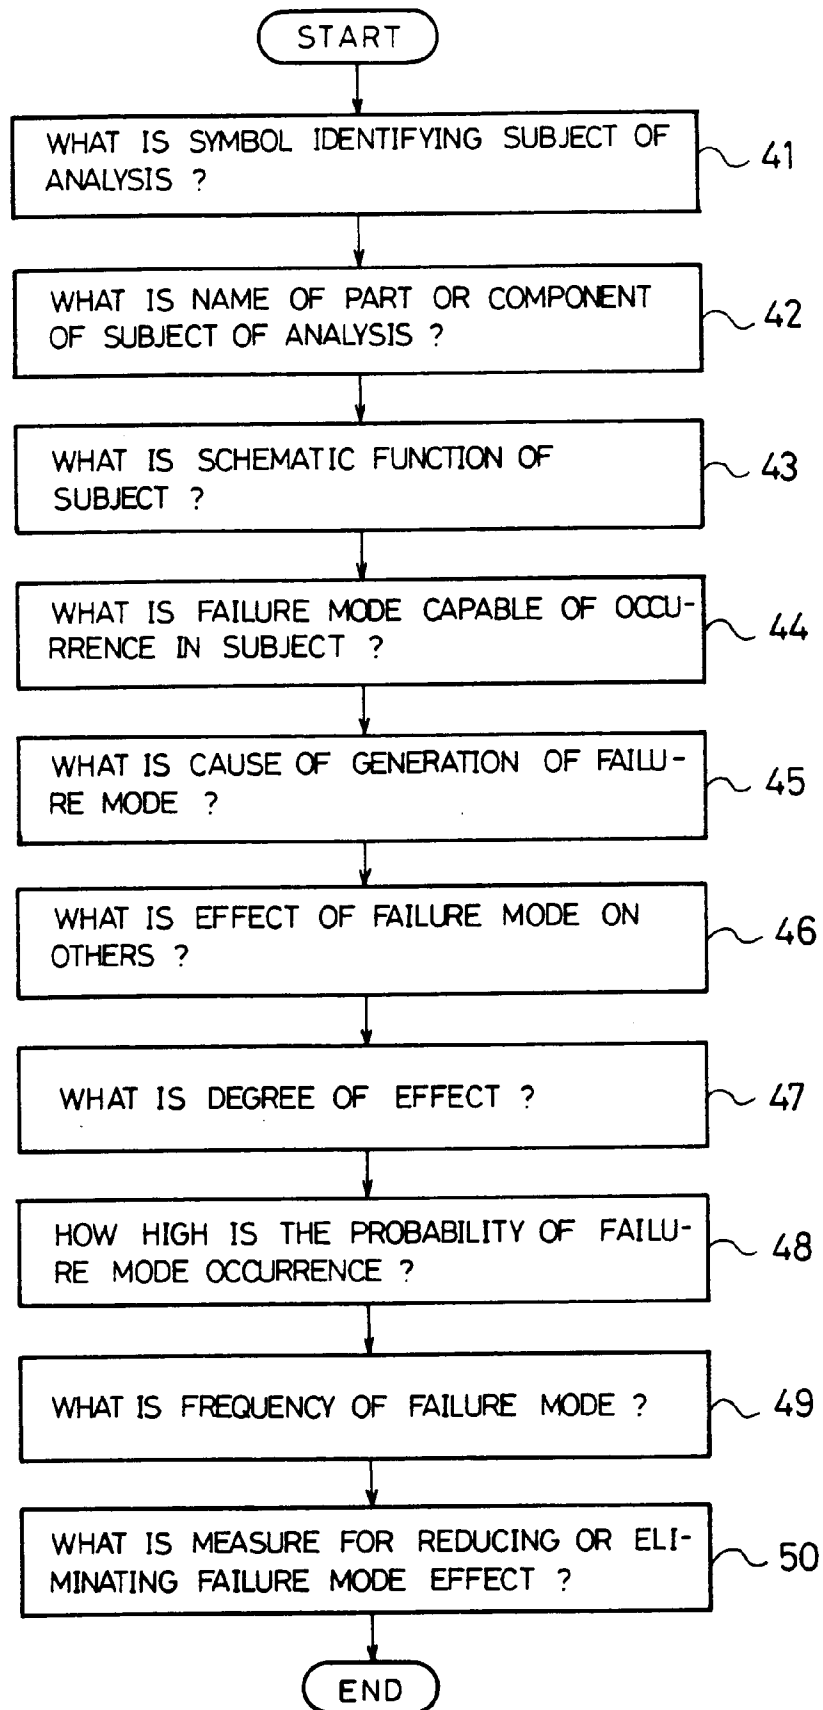 START
WHAT IS SYMBOL IDENTIFYING SUBJECT OF
ANALYSIS ?
41
WHAT IS NAME OF PART OR COMPONENT
OF SUBJECT OF ANALYSIS ?
42
WHAT IS SCHEMATIC FUNCTION OF
SUBJECT ?
43
WHAT IS FAILURE MODE CAPABLE OF OCCU-
RRENCE IN SUBJECT ?
44
WHAT IS CAUSE OF GENERATION OF FAILU-
RE MODE ?
45
WHAT IS EFFECT OF FAILURE MODE ON
OTHERS ?
46
WHAT IS DEGREE OF EFFECT ?
47
HOW HIGH IS THE PROBABILITY OF FAILU-
RE MODE OCCURRENCE ?
48
WHAT IS FREQUENCY OF FAILURE MODE ?
49
WHAT IS MEASURE FOR REDUCING OR ELI-
MINATING FAILURE MODE EFFECT ?
50
END